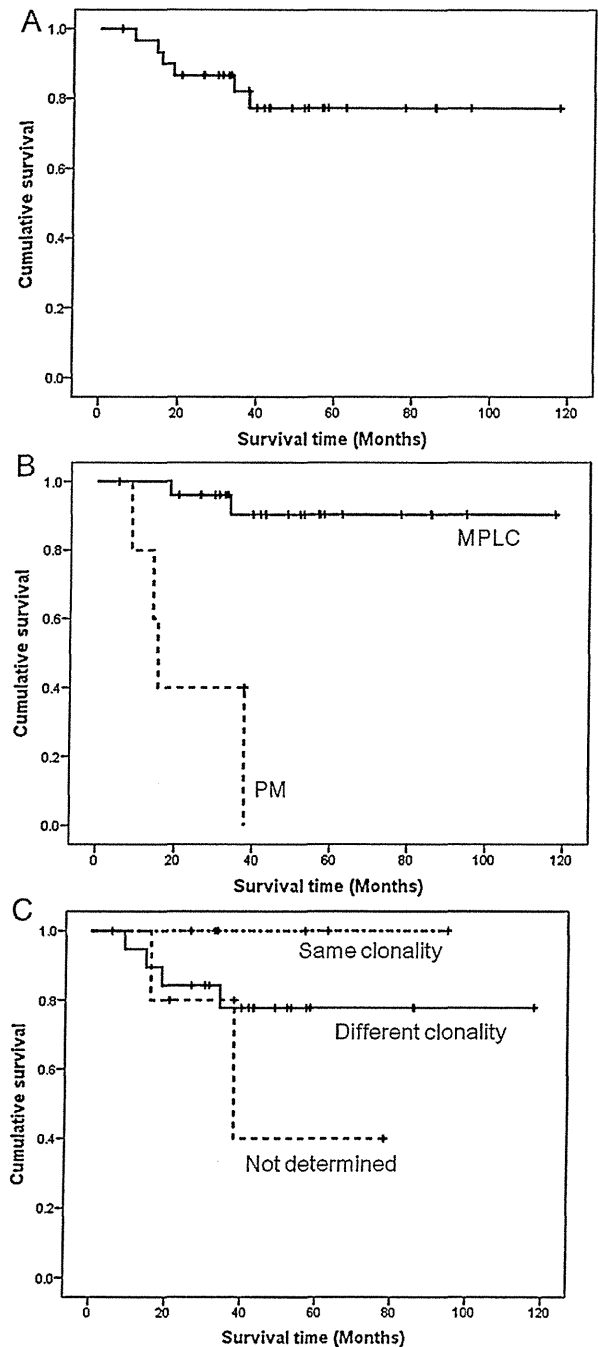 A
1.0
0.8
0.6
0.4
0.2
0.0
Cumulative survival
0 20 40 60 80 100 120
Survival time (Months)
B
1.0
0.8
0.6
0.4
0.2
0.0
Cumulative survival
MPLC
PM
0 20 40 60 80 100 120
Survival time (Months)
C
1.0
0.8
0.6
0.4
0.2
0.0
Cumulative survival
Same clonality
Different clonality
Not determined
0 20 40 60 80 100 120
Survival time (Months)